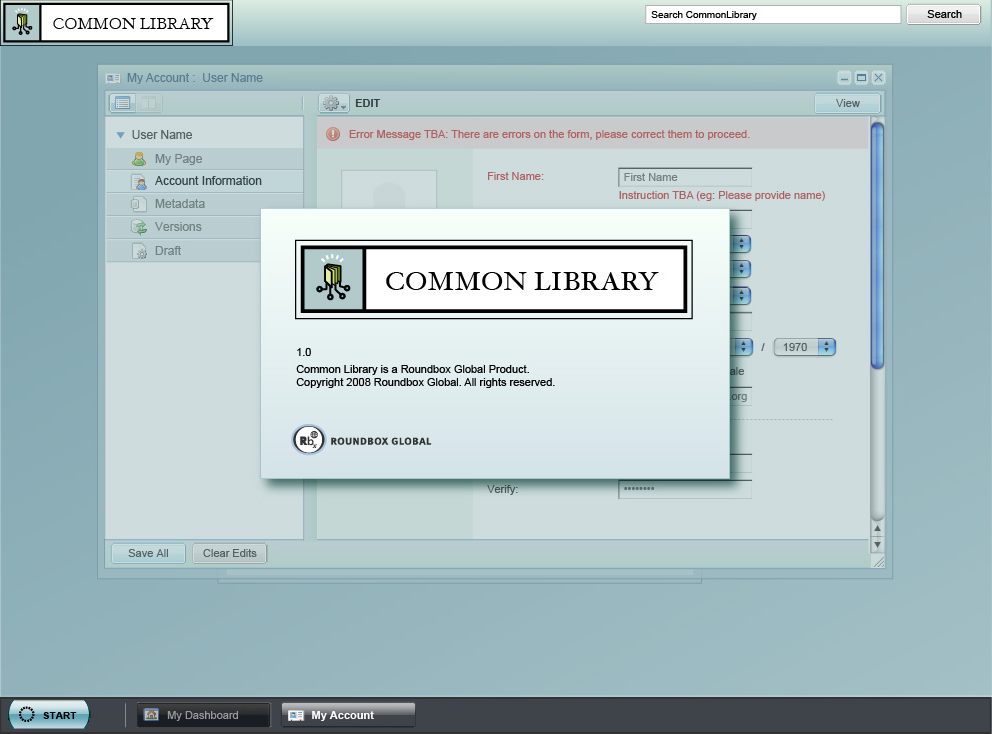 COMMON LIBRARY
Search CommonLibrary
Search
My Account : User Name
EDIT
View
User Name
My Page
Account Information
Metadata
Versions
Draft
Error Message TBA: There are errors on the form, please correct them to proceed.
First Name:
First Name
Instruction TBA (eg: Please provide name)
COMMON LIBRARY
1.0
Common Library is a Roundbox Global Product.
Copyright 2008 Roundbox Global. All rights reserved.
Rbx
ROUNDBOX GLOBAL
/ 1970
ale
.org
Verify:
••••••••
Save All
Clear Edits
START
My Dashboard
My Account